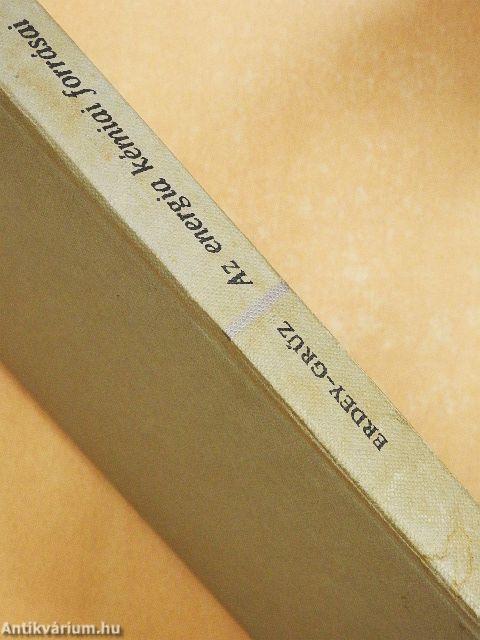 ERDEY-GRÚZ
Az energia kémiai forrásai
Antikvárium.hu